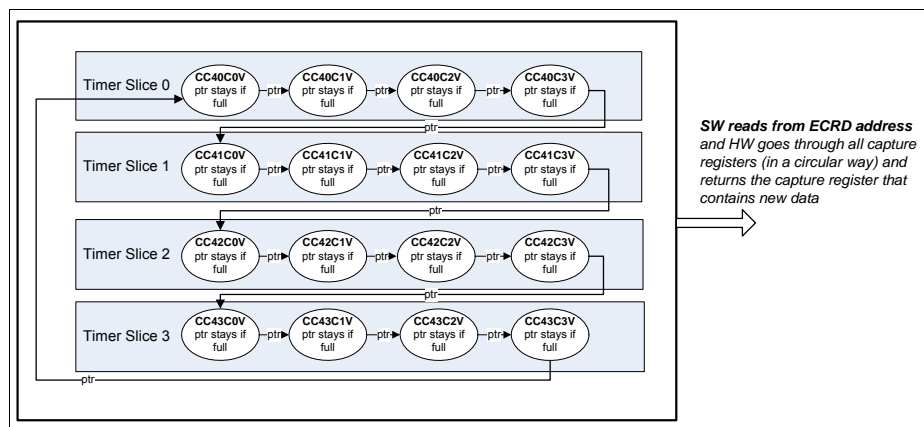 Timer Slice 0
CC40C0V
ptr stays if
full
ptr
CC40C1V
ptr stays if
full
ptr
CC40C2V
ptr stays if
full
ptr
CC40C3V
ptr stays if
full
ptr
Timer Slice 1
CC41C0V
ptr stays if
full
ptr
CC41C1V
ptr stays if
full
ptr
CC41C2V
ptr stays if
full
ptr
CC41C3V
ptr stays if
full
ptr
Timer Slice 2
CC42C0V
ptr stays if
full
ptr
CC42C1V
ptr stays if
full
ptr
CC42C2V
ptr stays if
full
ptr
CC42C3V
ptr stays if
full
ptr
Timer Slice 3
CC43C0V
ptr stays if
full
ptr
CC43C1V
ptr stays if
full
ptr
CC43C2V
ptr stays if
full
ptr
CC43C3V
ptr stays if
full
ptr
SW reads from ECRD address
and HW goes through all capture
registers (in a circular way) and
returns the capture register that
contains new data